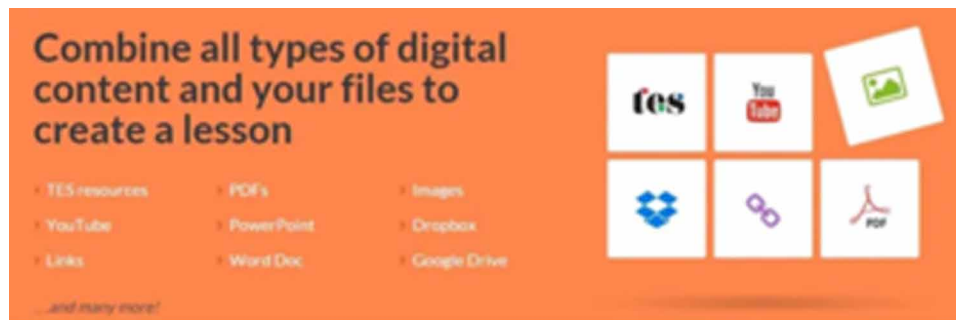 Combine all types of digital
content and your files to
create a lesson
TES resources
PDFs
Images
YouTube
PowerPoint
Dropbox
Links
Word Doc
Google Drive
...and many more!
tes
You
Tube
PDF